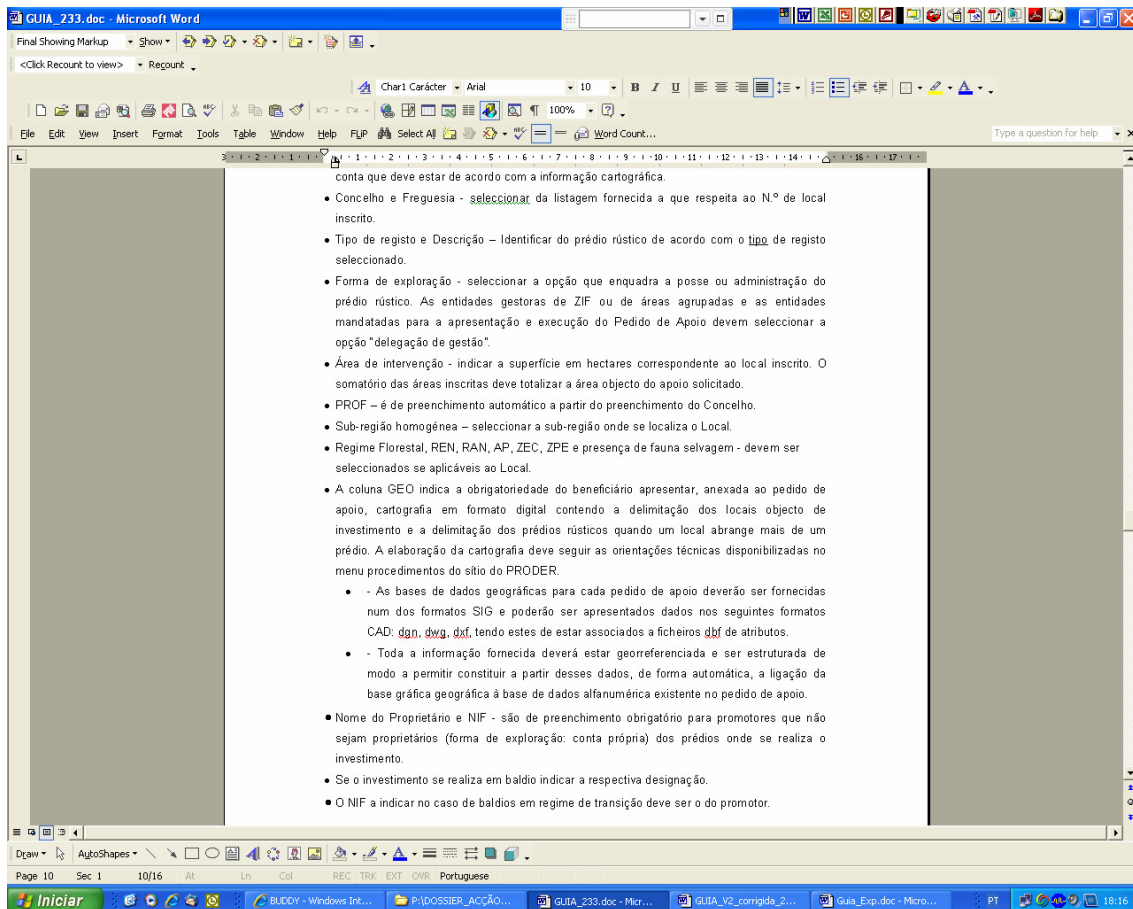 GUIA_233.doc - Microsoft Word
Final Showing Markup Show
<Click Recount to view> Recount
Char1 Carácter Arial 10 B I U
100%
File Edit View Insert Format Tools Table Window Help FLiP Select All Word Count... Type a question for help
3 2 1 1 2 3 4 5 6 7 8 9 10 11 12 13 14 16 17
conta que deve estar de acordo com a informação cartográfica.
• Concelho e Freguesia - seleccionar da listagem fornecida a que respeita ao N.º de local
inscrito.
• Tipo de registo e Descrição – Identificar do prédio rústico de acordo com o tipo de registo
seleccionado.
• Forma de exploração - seleccionar a opção que enquadra a posse ou administração do
prédio rústico. As entidades gestoras de ZIF ou de áreas agrupadas e as entidades
mandatadas para a apresentação e execução do Pedido de Apoio devem seleccionar a
opção "delegação de gestão".
• Área de intervenção - indicar a superfície em hectares correspondente ao local inscrito. O
somatório das áreas inscritas deve totalizar a área objecto do apoio solicitado.
• PROF – é de preenchimento automático a partir do preenchimento do Concelho.
• Sub-região homogénea – seleccionar a sub-região onde se localiza o Local.
• Regime Florestal, REN, RAN, AP, ZEC, ZPE e presença de fauna selvagem - devem ser
seleccionados se aplicáveis ao Local.
• A coluna GEO indica a obrigatoriedade do beneficiário apresentar, anexada ao pedido de
apoio, cartografia em formato digital contendo a delimitação dos locais objecto de
investimento e a delimitação dos prédios rústicos quando um local abrange mais de um
prédio. A elaboração da cartografia deve seguir as orientações técnicas disponibilizadas no
menu procedimentos do sítio do PRODER.
• - As bases de dados geográficas para cada pedido de apoio deverão ser fornecidas
num dos formatos SIG e poderão ser apresentados dados nos seguintes formatos
CAD: dgn, dwg, dxf, tendo estes de estar associados a ficheiros dbf de atributos.
• - Toda a informação fornecida deverá estar georreferenciada e ser estruturada de
modo a permitir constituir a partir desses dados, de forma automática, a ligação da
base gráfica geográfica à base de dados alfanumérica existente no pedido de apoio.
• Nome do Proprietário e NIF - são de preenchimento obrigatório para promotores que não
sejam proprietários (forma de exploração: conta própria) dos prédios onde se realiza o
investimento.
• Se o investimento se realiza em baldio indicar a respectiva designação.
• O NIF a indicar no caso de baldios em regime de transição deve ser o do promotor.
Draw AutoShapes
Page 10 Sec 1 10/16 At Ln Col REC TRK EXT OVR Portuguese
Iniciar BUDDY - Windows Int... P:\DOSSIER_ACÇÃO... GUIA_233.doc - Micr... GUIA_V2_corrigida_2... Guia_Exp.doc - Micro... PT 18:16